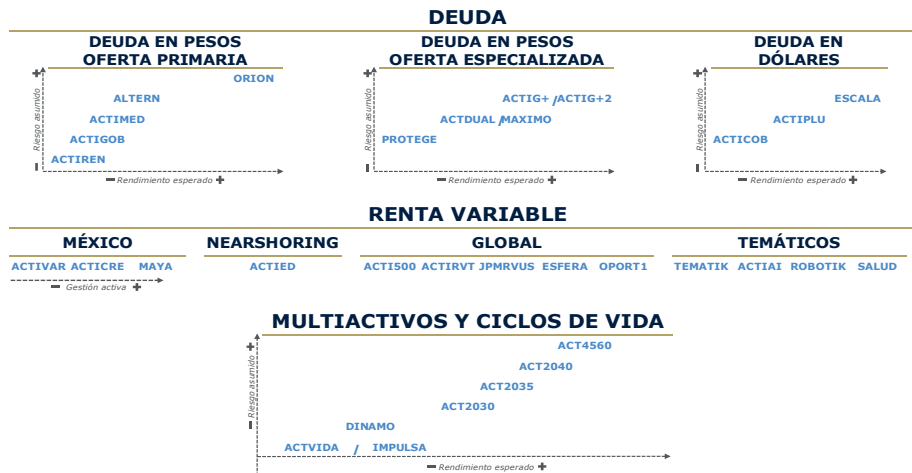 DEUDA
DEUDA EN PESOS
OFERTA PRIMARIA
+
Riesgo asumido
-
ORION
ALTERN
ACTIMED
ACTIGOB
ACTIREN
- Rendimiento esperado +
DEUDA EN PESOS
OFERTA ESPECIALIZADA
+
Riesgo asumido
-
ACTIG+ / ACTIG+2
ACTDUAL / MAXIMO
PROTEGE
- Rendimiento esperado +
DEUDA EN
DÓLARES
+
Riesgo asumido
-
ESCALA
ACTIPLU
ACTICOB
- Rendimiento esperado +
RENTA VARIABLE
MÉXICO
ACTIVAR ACTICRE MAYA
- Gestión activa +
NEARSHORING
ACTIED
GLOBAL
ACTI500 ACTIRVT JPMRVUS ESFERA OPORT1
TEMÁTICOS
TEMATIK ACTIAI ROBOTIK SALUD
MULTIACTIVOS Y CICLOS DE VIDA
+
Riesgo asumido
-
ACT4560
ACT2040
ACT2035
ACT2030
DINAMO
ACTVIDA / IMPULSA
- Rendimiento esperado +